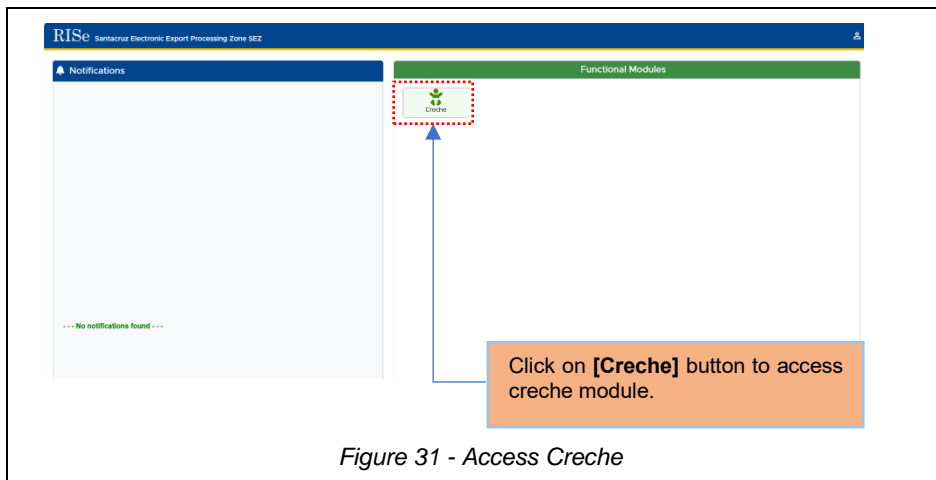 RISe Santacruz Electronic Export Processing Zone SEZ
Notifications
Functional Modules
Creche
--- No notifications found ---
Click on [Creche] button to access
creche module.
Figure 31 - Access Creche